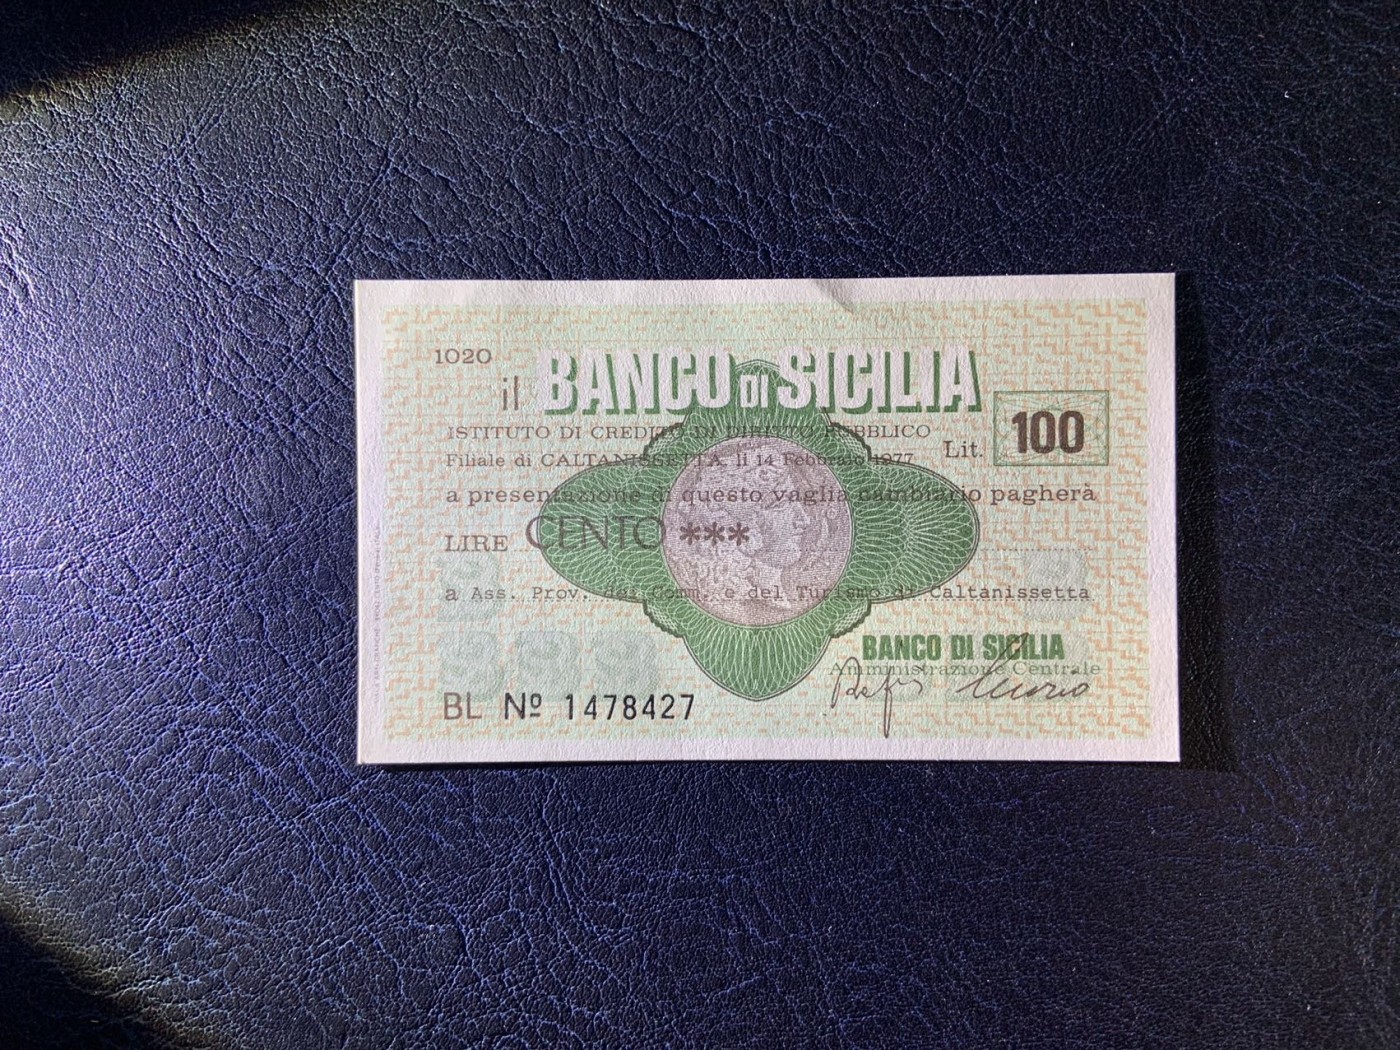 1020
il BANCO DI SICILIA
ISTITUTO DI CREDITO DI DIRITTO PUBBLICO
Filiale di CALTANISSETTA, li 14 Febbraio 1977
Lit. 100
a presentazione di questo vaglia cambiario pagherà
LIRE CENTO ***
a Ass. Prov. del Comm. e del Turismo di Caltanissetta
BANCO DI SICILIA
Amministrazione Centrale
BL Nº 1478427